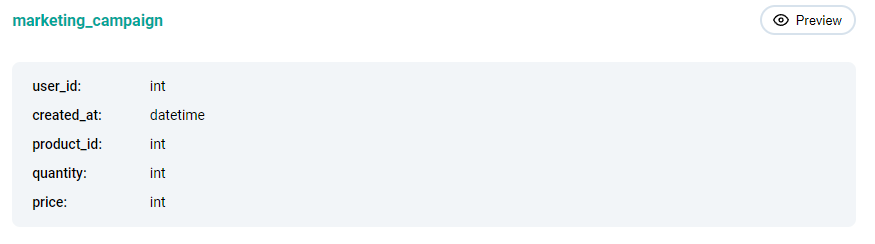 marketing_campaign
Preview
user_id: int
created_at: datetime
product_id: int
quantity: int
price: int